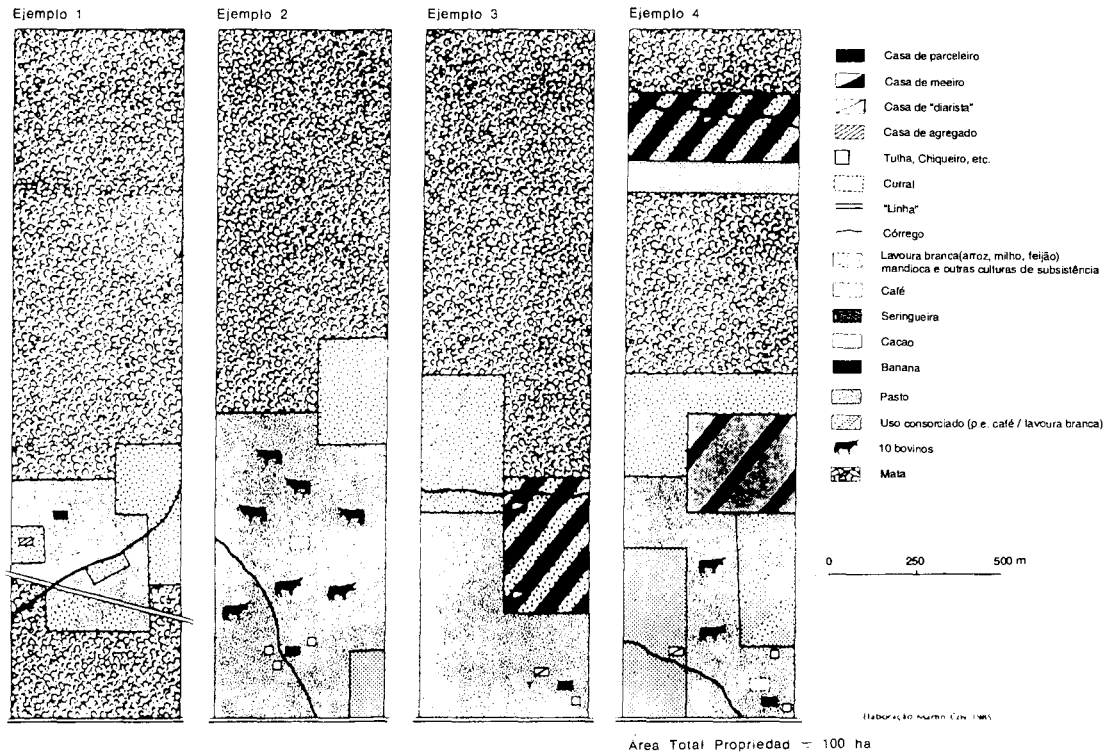 Ejemplo 1
Ejemplo 2
Ejemplo 3
Ejemplo 4
Casa de parceleiro
Casa de meeiro
Casa de "diarista"
Casa de agregado
Tulha, Chiqueiro, etc.
Curral
"Linha"
Córrego
Lavoura branca(arroz, milho, feijão)
mandioca e outras culturas de subsistência
Café
Seringueira
Cacao
Banana
Pasto
Uso consorciado (p.e. café / lavoura branca)
10 bovinos
Mata
0 250 500 m
Elaboração Martin
Área Total Propriedad = 100 ha